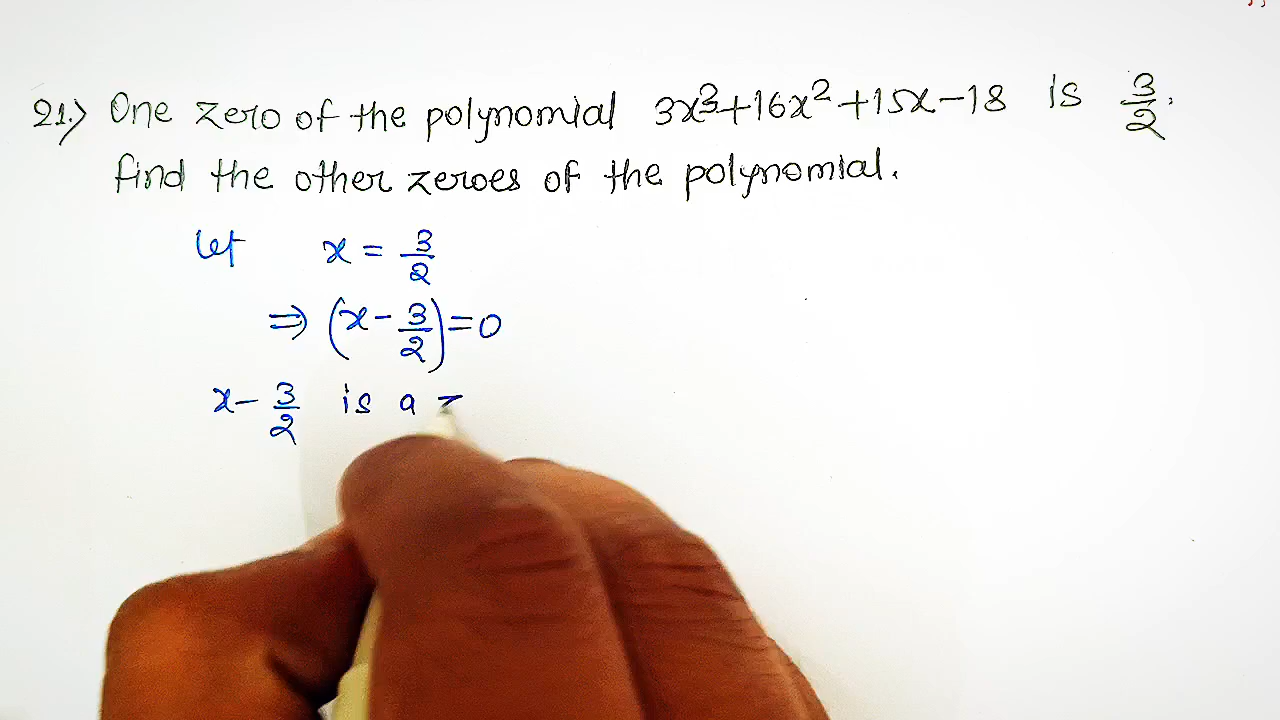 21.) One zero of the polynomial 3x³+16x²+15x-18 is 3/2.
find the other zeroes of the polynomial.
let x = 3/2
⇒ (x - 3/2) = 0
x - 3/2 is a